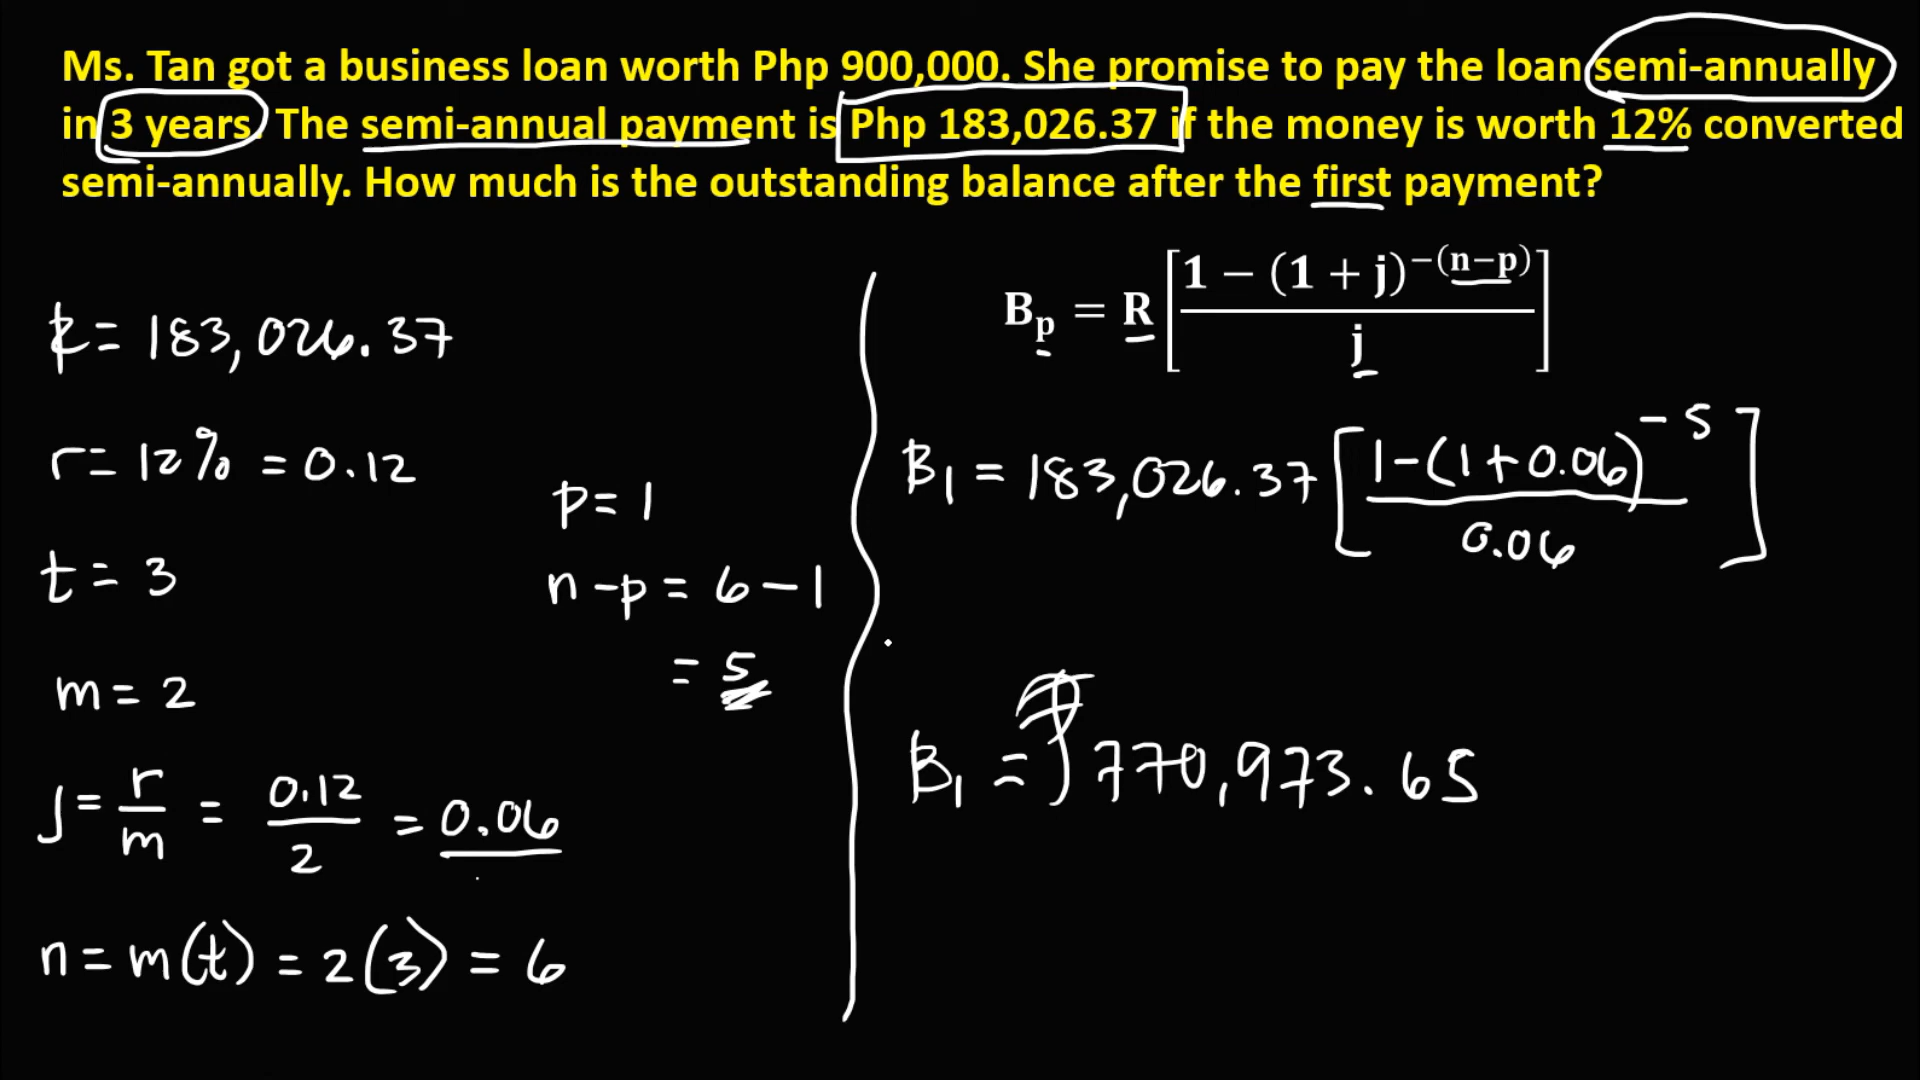 Ms. Tan got a business loan worth Php 900,000. She promise to pay the loan semi-annually
in 3 years. The semi-annual payment is Php 183,026.37 if the money is worth 12% converted
semi-annually. How much is the outstanding balance after the first payment?
R = 183,026.37
r = 12% = 0.12
t = 3
m = 2
j = r/m = 0.12/2 = 0.06
n = m(t) = 2(3) = 6
p = 1
n - p = 6 - 1
= 5
Bₚ = R[(1 − (1 + j)^−(n−p))/j]
B₁ = 183,026.37[(1 - (1 + 0.06)^-5)/0.06]
B₁ = ₱770,973.65